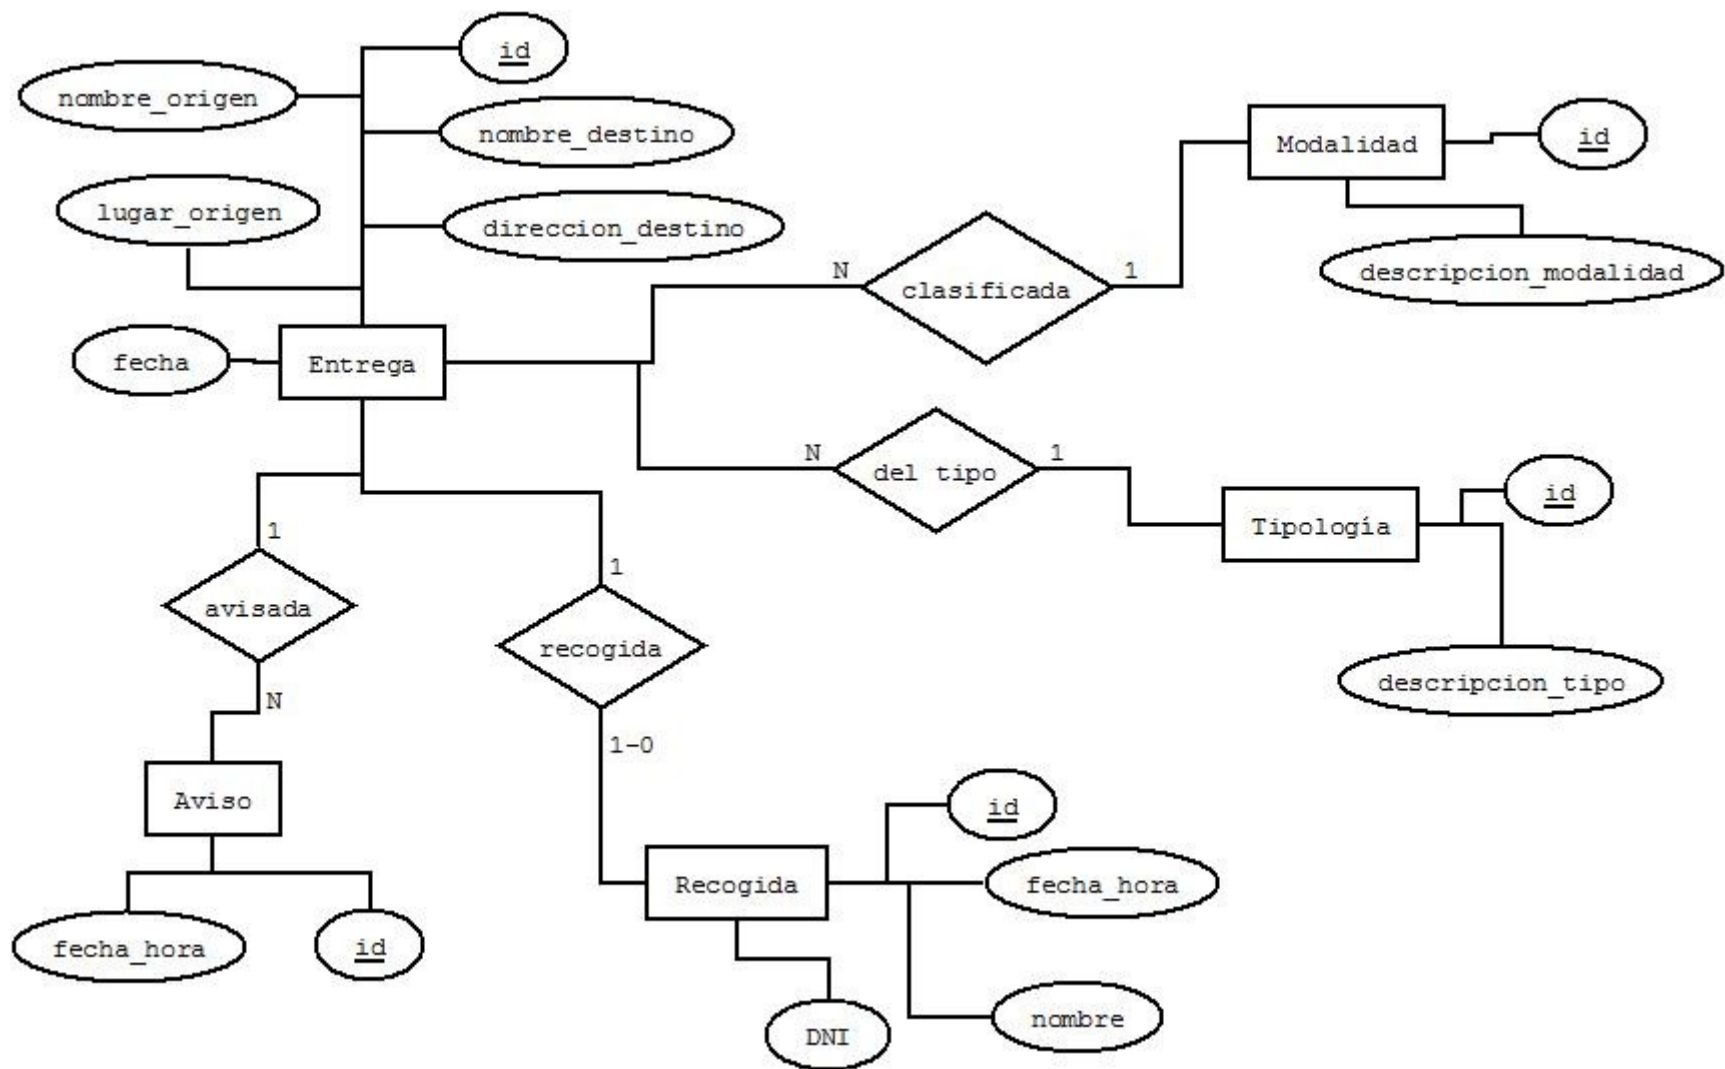 id
nombre_origen
nombre_destino
Modalidad
id
lugar_origen
direccion_destino
N
clasificada
1
descripcion_modalidad
fecha
Entrega
N
del tipo
1
id
Tipología
1
1
avisada
recogida
descripcion_tipo
N
1-0
Aviso
id
Recogida
fecha_hora
fecha_hora
id
nombre
DNI